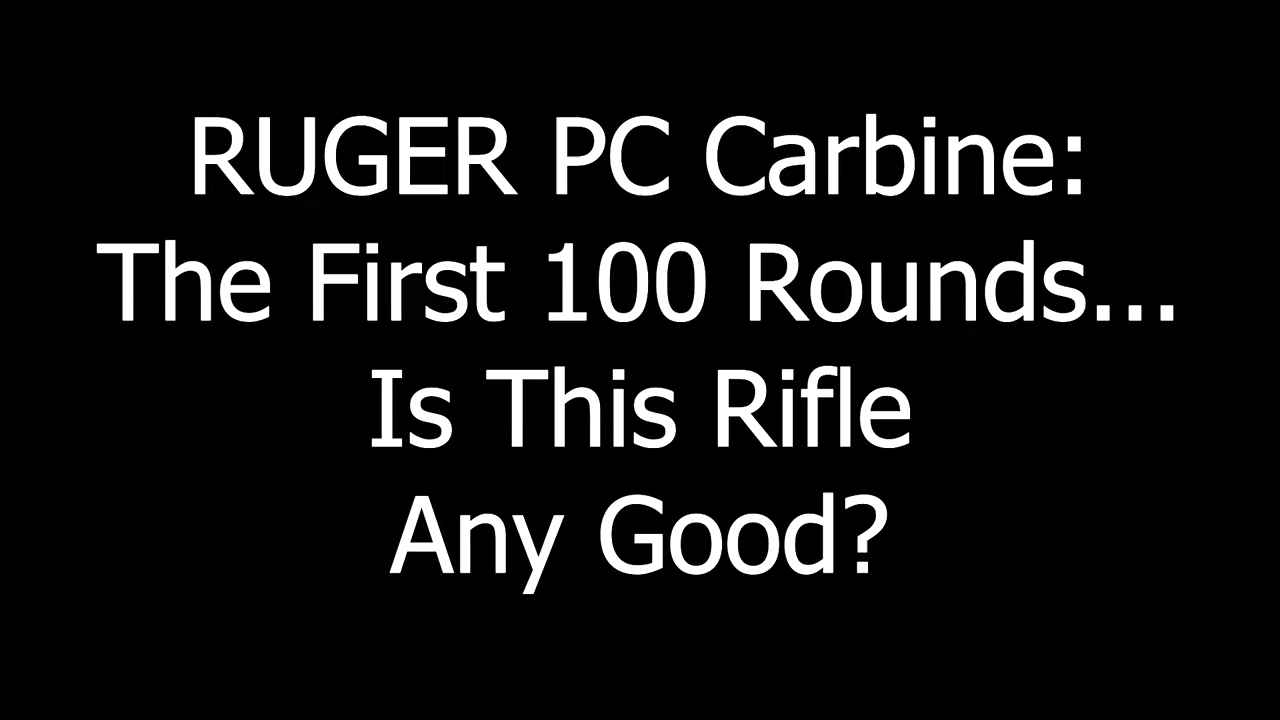 RUGER PC Carbine:
The First 100 Rounds...
Is This Rifle
Any Good?